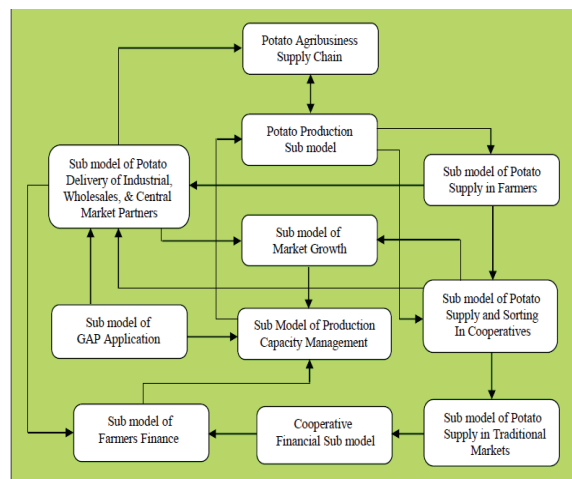 Potato Agribusiness
Supply Chain
Potato Production
Sub model
Sub model of Potato
Delivery of Industrial,
Wholesales, & Central
Market Partners
Sub model of Potato
Supply in Farmers
Sub model of
Market Growth
Sub model of Potato
Supply and Sorting
In Cooperatives
Sub model of
GAP Application
Sub Model of Production
Capacity Management
Sub model of
Farmers Finance
Cooperative
Financial Sub model
Sub model of Potato
Supply in Traditional
Markets